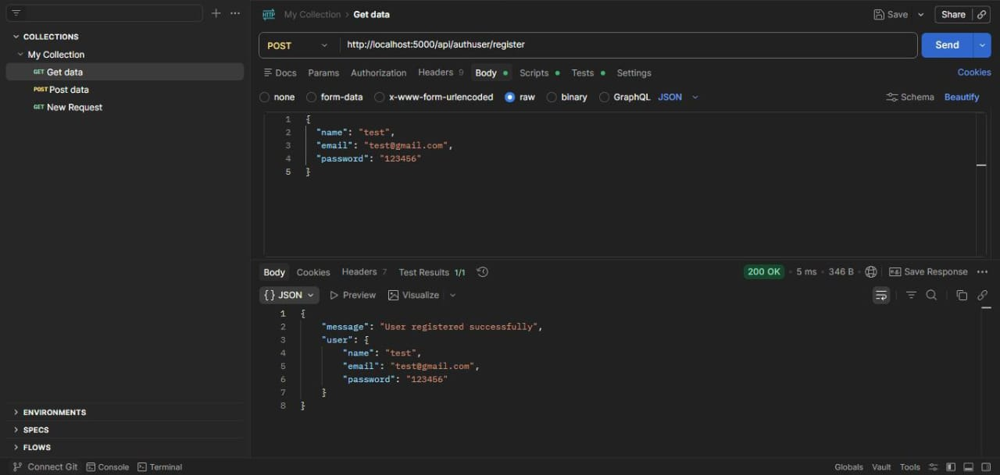 HTTP My Collection > Get data Save Share
COLLECTIONS
My Collection
GET Get data
POST Post data
GET New Request
POST http://localhost:5000/api/authuser/register Send
Docs Params Authorization Headers 9 Body Scripts Tests Settings Cookies
none form-data x-www-form-urlencoded raw binary GraphQL JSON Schema Beautify
1 {
2 "name": "test",
3 "email": "test@gmail.com",
4 "password": "123456"
5 }
Body Cookies Headers 7 Test Results 1/1 200 OK • 5 ms • 346 B • Save Response
{ } JSON Preview Visualize
1 {
2 "message": "User registered successfully",
3 "user": {
4 "name": "test",
5 "email": "test@gmail.com",
6 "password": "123456"
7 }
8 }
ENVIRONMENTS
SPECS
FLOWS
Connect Git Console Terminal Globals Vault Tools